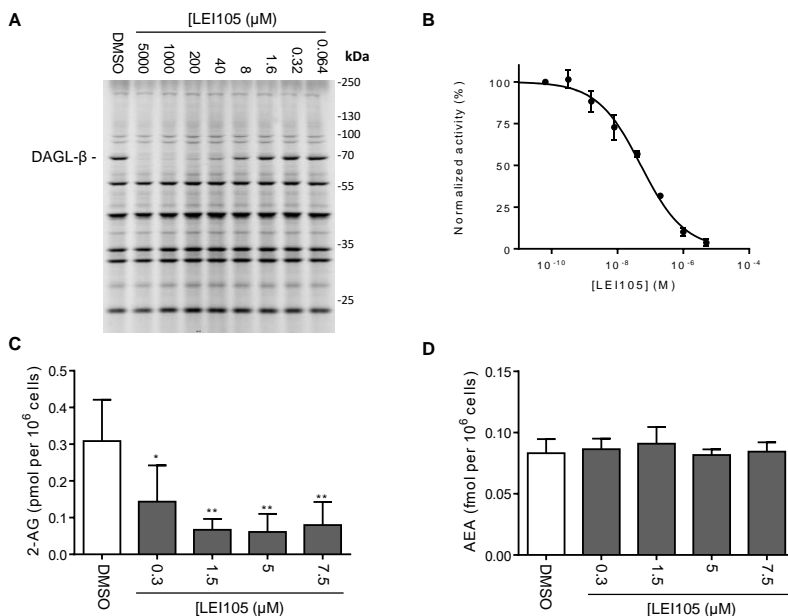 A
[LEI105 (µM)]
DMSO
5000
1000
200
40
8
1.6
0.32
0.064
kDa
-250
-130
-100
-70
-55
-35
-25
DAGL-β -
B
Normalized activity (%)
100
75
50
25
0
10⁻¹⁰
10⁻⁸
10⁻⁶
10⁻⁴
[LEI105] (M)
C
2-AG (pmol per 10⁶ cells)
0.5
0.4
0.3
0.2
0.1
0.0
*
**
**
**
DMSO
0.3
1.5
5
7.5
[LEI105 (µM)]
D
AEA (fmol per 10⁶ cells)
0.15
0.10
0.05
0.00
DMSO
0.3
1.5
5
7.5
[LEI105 (µM)]